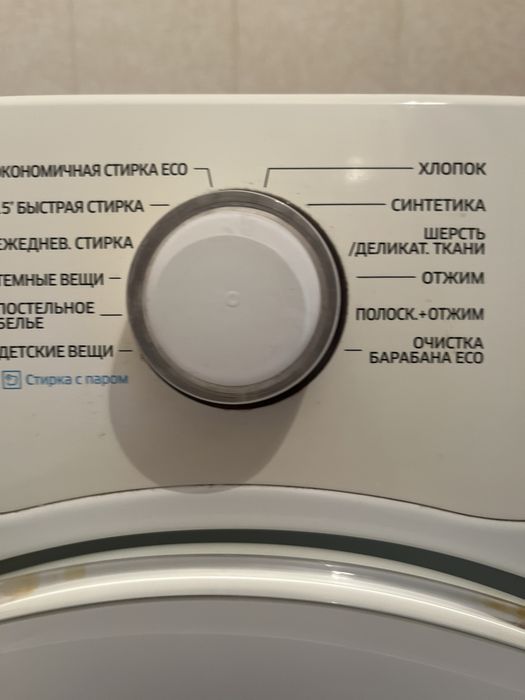 ЭКОНОМИЧНАЯ СТИРКА ECO
15' БЫСТРАЯ СТИРКА
ЕЖЕДНЕВ. СТИРКА
ТЕМНЫЕ ВЕЩИ
ПОСТЕЛЬНОЕ
БЕЛЬЕ
ДЕТСКИЕ ВЕЩИ
Стирка с паром
ХЛОПОК
СИНТЕТИКА
ШЕРСТЬ
/ДЕЛИКАТ. ТКАНИ
ОТЖИМ
ПОЛОСК.+ОТЖИМ
ОЧИСТКА
БАРАБАНА ECO